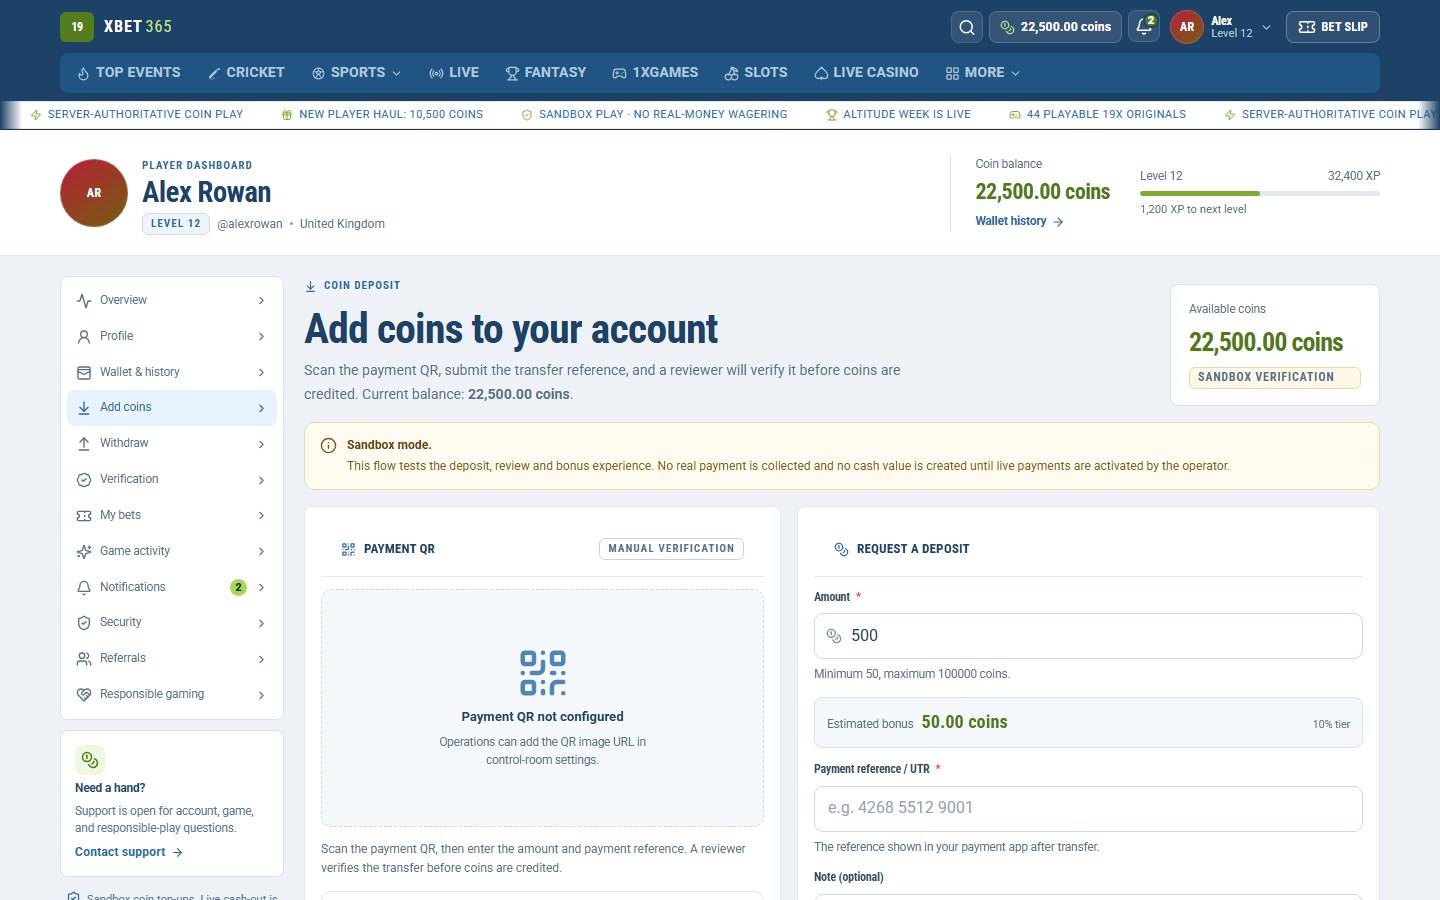 19 XBET 365
22,500.00 coins
2
AR
Alex
Level 12
BET SLIP
TOP EVENTS CRICKET SPORTS LIVE FANTASY 1XGAMES SLOTS LIVE CASINO MORE
SERVER-AUTHORITATIVE COIN PLAY NEW PLAYER HAUL: 10,500 COINS SANDBOX PLAY · NO REAL-MONEY WAGERING ALTITUDE WEEK IS LIVE 44 PLAYABLE 19X ORIGINALS SERVER-AUTHORITATIVE COIN PLAY
AR
PLAYER DASHBOARD
Alex Rowan
LEVEL 12 @alexrowan • United Kingdom
Coin balance
22,500.00 coins
Wallet history
Level 12 32,400 XP
1,200 XP to next level
Overview
Profile
Wallet & history
Add coins
Withdraw
Verification
My bets
Game activity
Notifications 2
Security
Referrals
Responsible gaming
Need a hand?
Support is open for account, game,
and responsible-play questions.
Contact support
Sandbox coin top-ups. Live cash-out is
COIN DEPOSIT
Add coins to your account
Scan the payment QR, submit the transfer reference, and a reviewer will verify it before coins are
credited. Current balance: 22,500.00 coins.
Available coins
22,500.00 coins
SANDBOX VERIFICATION
Sandbox mode.
This flow tests the deposit, review and bonus experience. No real payment is collected and no cash value is created until live payments are activated by the operator.
PAYMENT QR MANUAL VERIFICATION
Payment QR not configured
Operations can add the QR image URL in
control-room settings.
Scan the payment QR, then enter the amount and payment reference. A reviewer
verifies the transfer before coins are credited.
REQUEST A DEPOSIT
Amount *
500
Minimum 50, maximum 100000 coins.
Estimated bonus 50.00 coins 10% tier
Payment reference / UTR *
e.g. 4268 5512 9001
The reference shown in your payment app after transfer.
Note (optional)